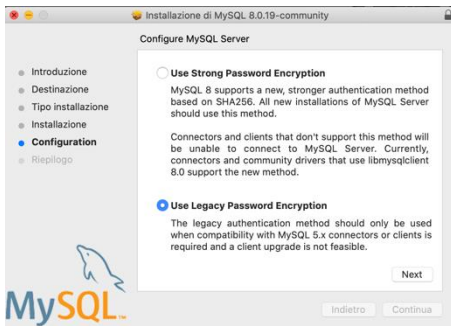 Installazione di MySQL 8.0.19-community
Configure MySQL Server
Introduzione
Destinazione
Tipo installazione
Installazione
Configuration
Riepilogo
Use Strong Password Encryption
MySQL 8 supports a new, stronger authentication method
based on SHA256. All new installations of MySQL Server
should use this method.
Connectors and clients that don't support this method will
be unable to connect to MySQL Server. Currently,
connectors and community drivers that use libmysqlclient
8.0 support the new method.
Use Legacy Password Encryption
The legacy authentication method should only be used
when compatibility with MySQL 5.x connectors or clients is
required and a client upgrade is not feasible.
Next
MySQL
Indietro
Continua